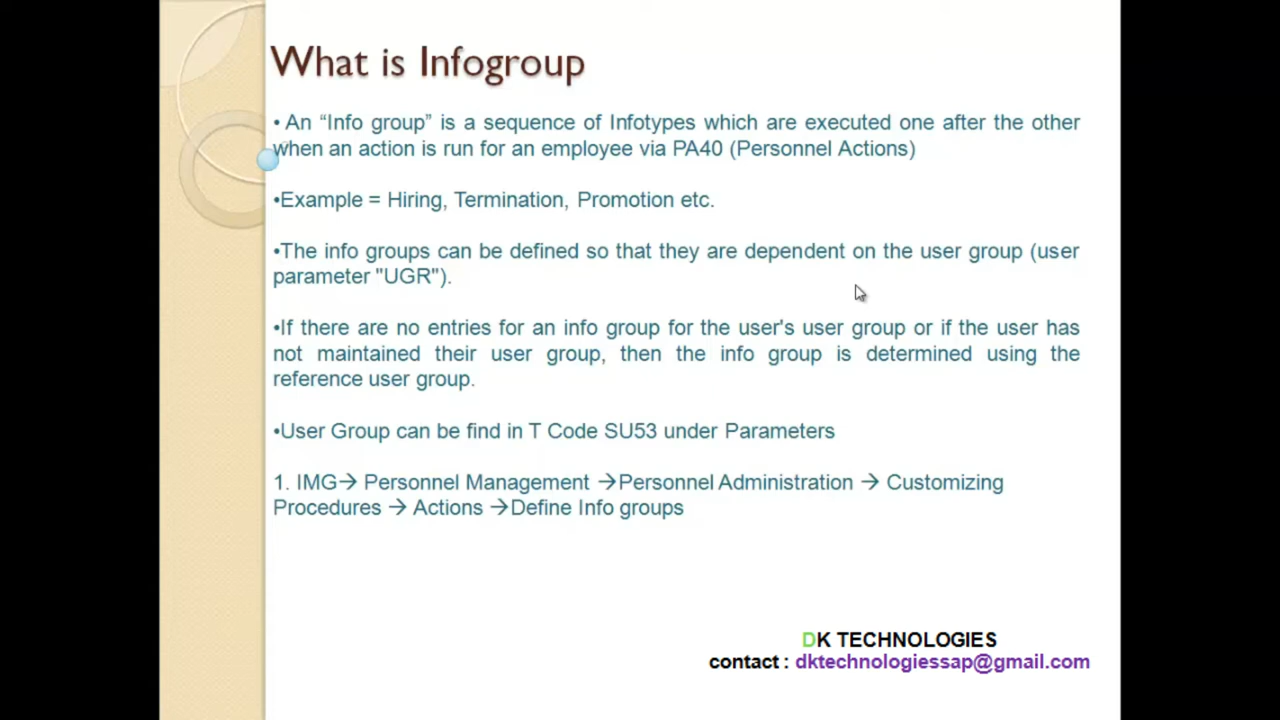 What is Infogroup
• An “Info group” is a sequence of Infotypes which are executed one after the other
when an action is run for an employee via PA40 (Personnel Actions)
•Example = Hiring, Termination, Promotion etc.
•The info groups can be defined so that they are dependent on the user group (user
parameter "UGR").
•If there are no entries for an info group for the user's user group or if the user has
not maintained their user group, then the info group is determined using the
reference user group.
•User Group can be find in T Code SU53 under Parameters
1. IMG→ Personnel Management →Personnel Administration → Customizing
Procedures → Actions →Define Info groups
DK TECHNOLOGIES
contact : dktechnologiessap@gmail.com